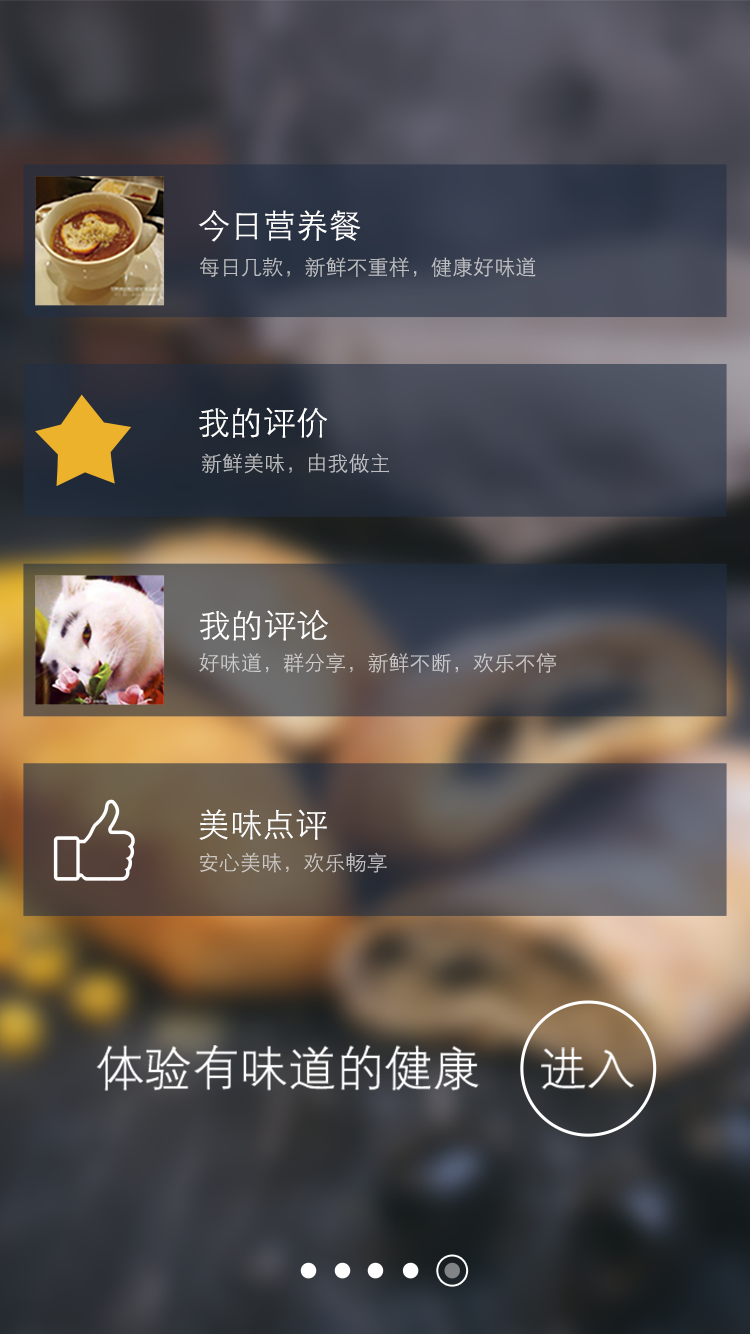 今日营养餐
每日几款，新鲜不重样，健康好味道
我的评价
新鲜美味，由我做主
我的评论
好味道，群分享，新鲜不断，欢乐不停
美味点评
安心美味，欢乐畅享
体验有味道的健康
进入